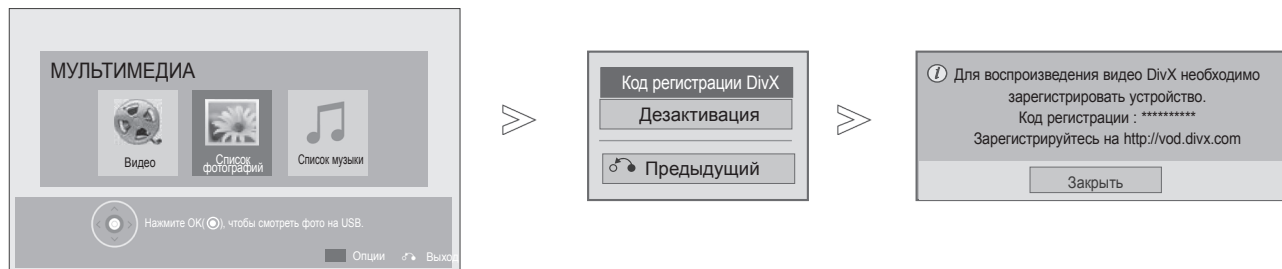 МУЛЬТИМЕДИА
Видео
Список
фотографий
Список музыки
Нажмите OK(◉), чтобы смотреть фото на USB.
Опции
Выход
Код регистрации DivX
Дезактивация
Предыдущий
Для воспроизведения видео DivX необходимо
зарегистрировать устройство.
Код регистрации : **********
Зарегистрируйтесь на http://vod.divx.com
Закрыть